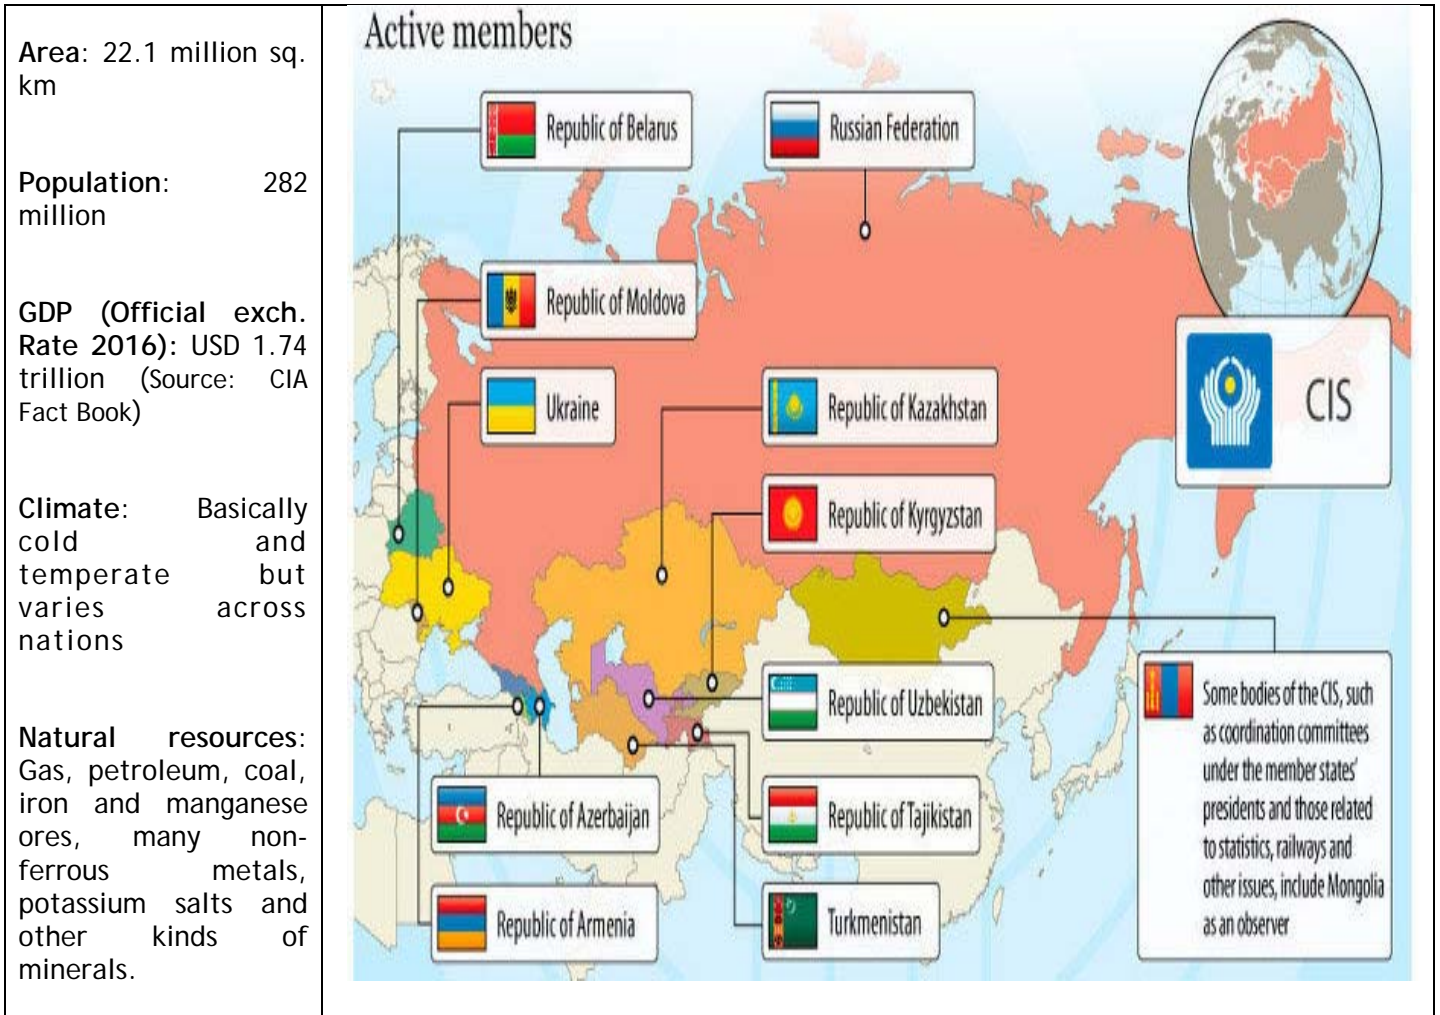 Area: 22.1 million sq.
km
Population: 282
million
GDP (Official exch.
Rate 2016): USD 1.74
trillion (Source: CIA
Fact Book)
Climate: Basically
cold and
temperate but
varies across
nations
Natural resources:
Gas, petroleum, coal,
iron and manganese
ores, many non-
ferrous metals,
potassium salts and
other kinds of
minerals.
Active members
Republic of Belarus
Russian Federation
Republic of Moldova
CIS
Ukraine
Republic of Kazakhstan
Republic of Kyrgyzstan
Republic of Uzbekistan
Some bodies of the CIS, such
as coordination committees
under the member states'
presidents and those related
to statistics, railways and
other issues, include Mongolia
as an observer
Republic of Azerbaijan
Republic of Tajikistan
Republic of Armenia
Turkmenistan